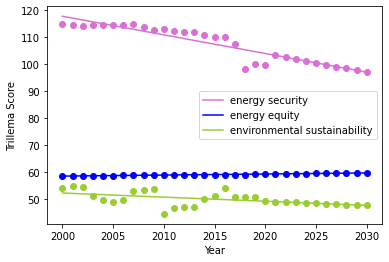 120
110
100
90
80
70
60
50
Trillema Score
energy security
energy equity
environmental sustainability
2000 2005 2010 2015 2020 2025 2030
Year